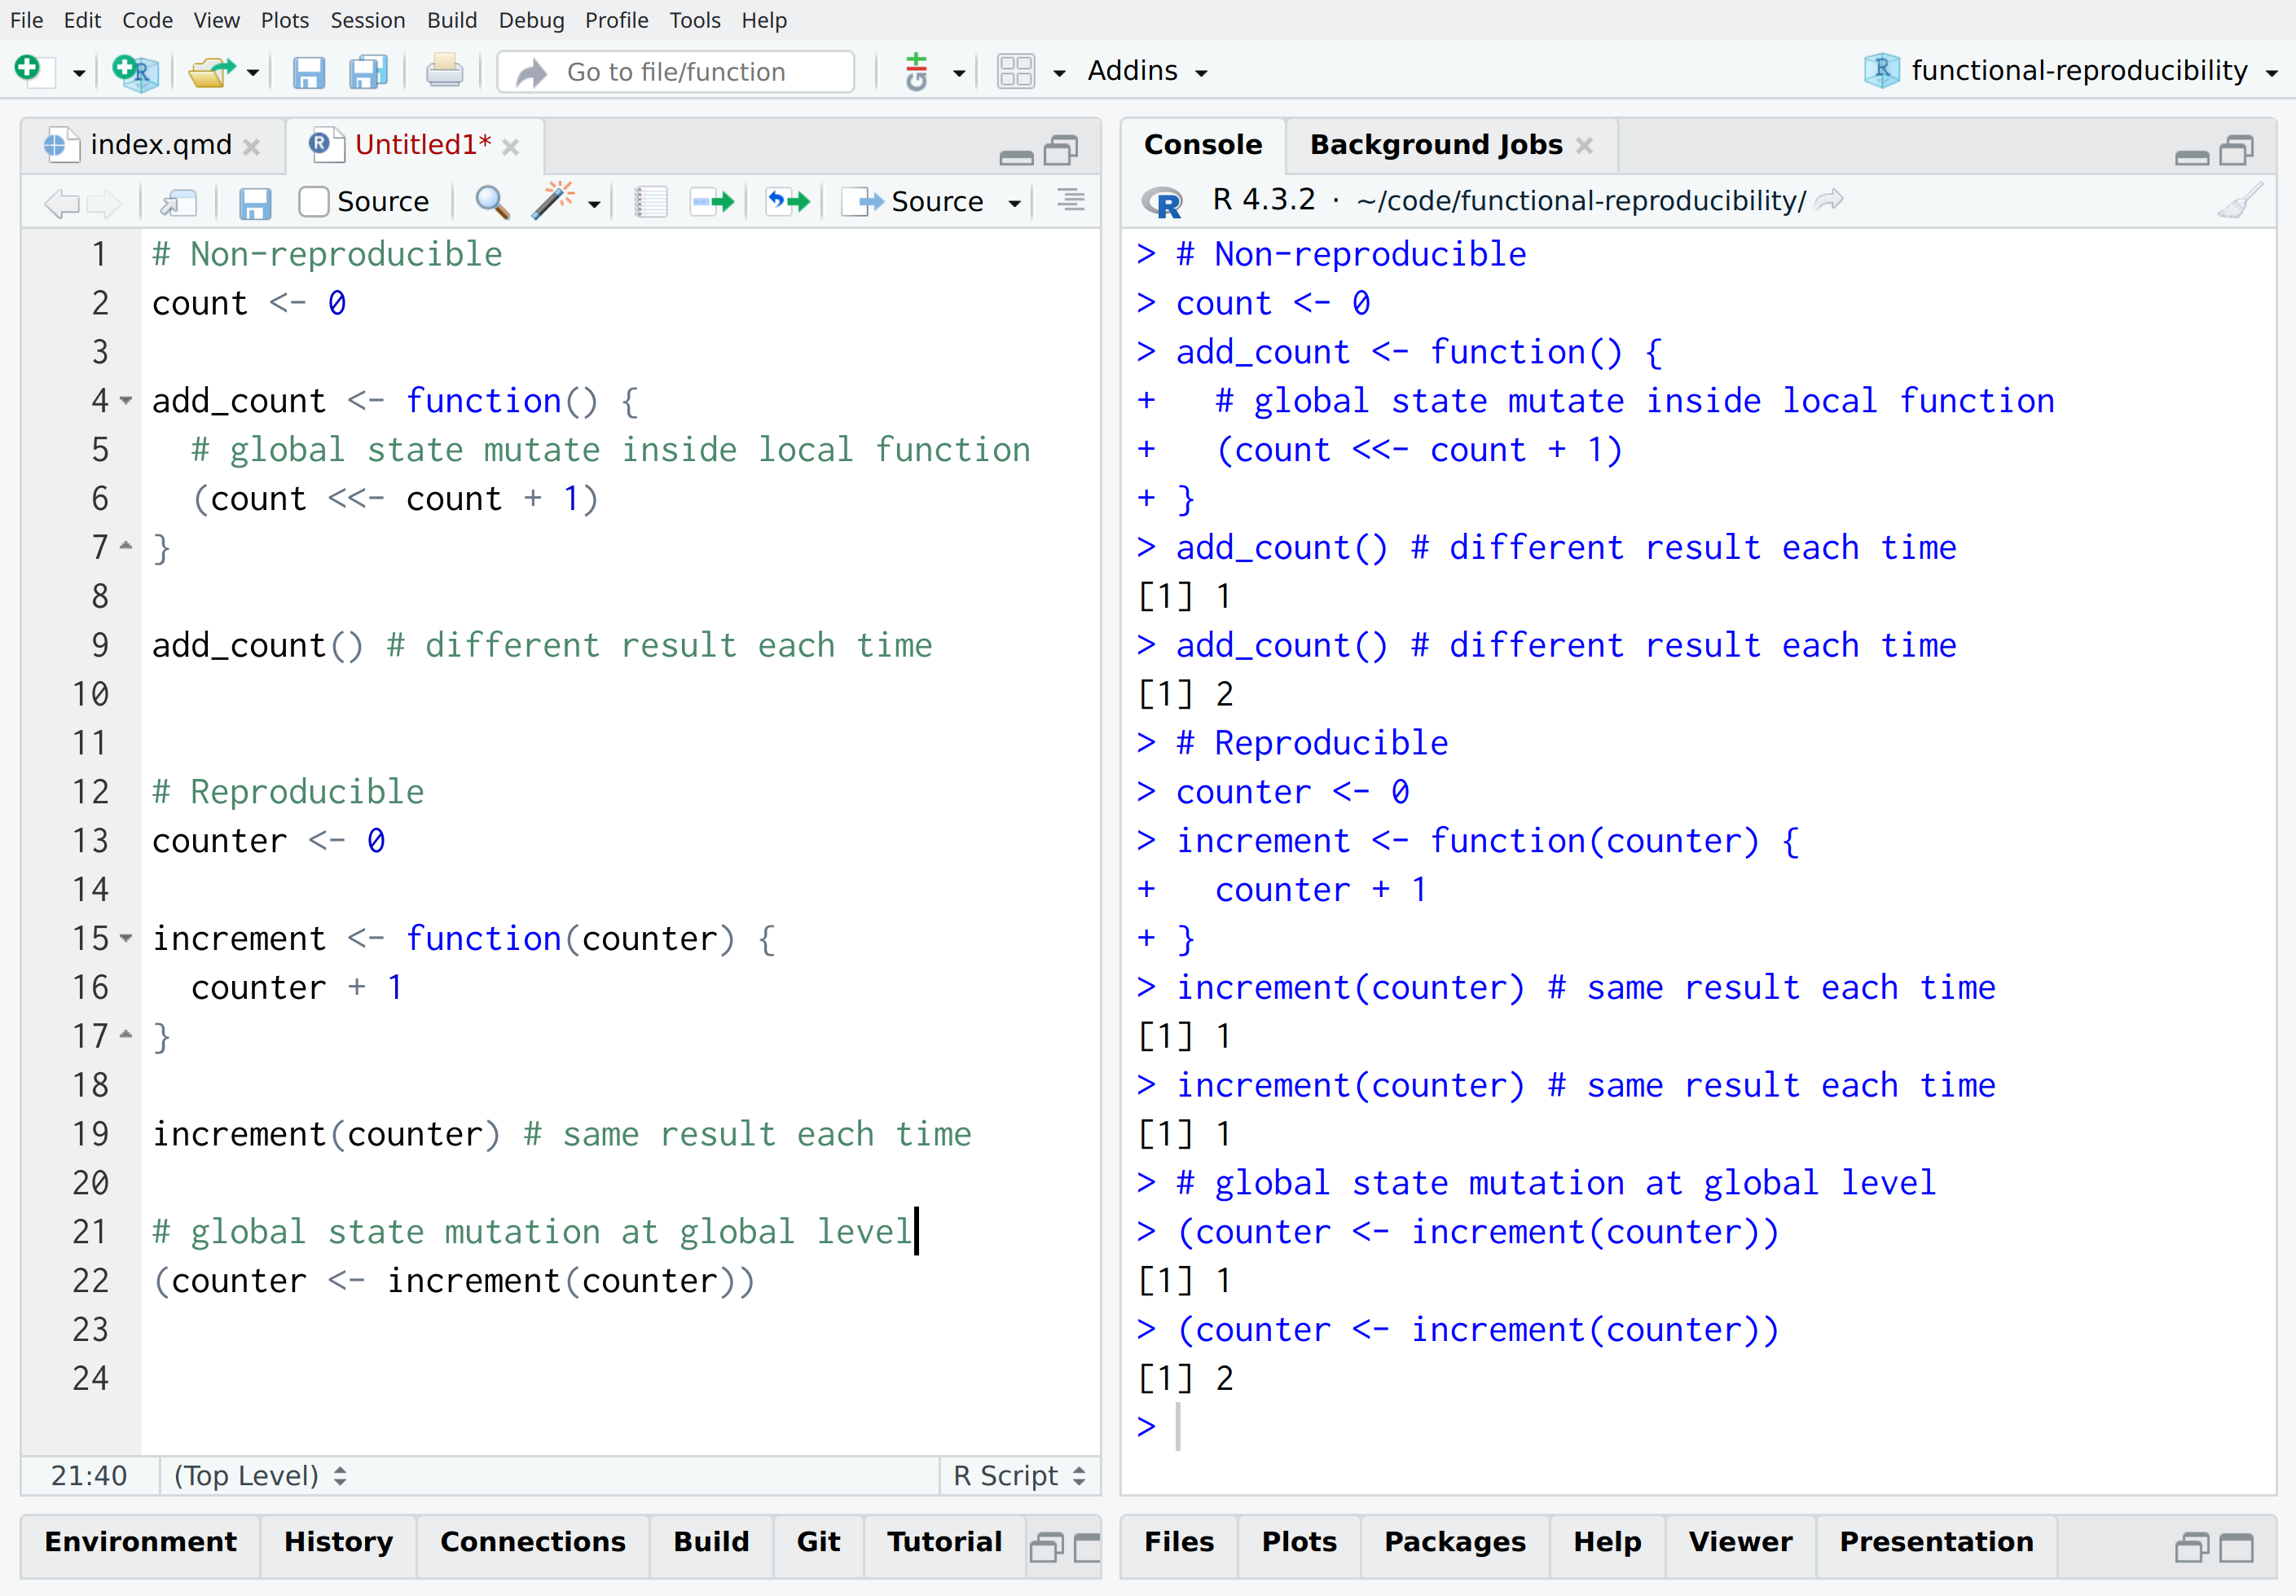 File Edit Code View Plots Session Build Debug Profile Tools Help
Go to file/function Addins functional-reproducibility
index.qmd Untitled1*
Source Source
1 # Non-reproducible
2 count <- 0
3
4 add_count <- function() {
5   # global state mutate inside local function
6   (count <<- count + 1)
7 }
8
9 add_count() # different result each time
10
11
12 # Reproducible
13 counter <- 0
14
15 increment <- function(counter) {
16   counter + 1
17 }
18
19 increment(counter) # same result each time
20
21 # global state mutation at global level
22 (counter <- increment(counter))
23
24
21:40 (Top Level) R Script
Console Background Jobs
R 4.3.2 · ~/code/functional-reproducibility/
> # Non-reproducible
> count <- 0
> add_count <- function() {
+   # global state mutate inside local function
+   (count <<- count + 1)
+ }
> add_count() # different result each time
[1] 1
> add_count() # different result each time
[1] 2
> # Reproducible
> counter <- 0
> increment <- function(counter) {
+   counter + 1
+ }
> increment(counter) # same result each time
[1] 1
> increment(counter) # same result each time
[1] 1
> # global state mutation at global level
> (counter <- increment(counter))
[1] 1
> (counter <- increment(counter))
[1] 2
>
Environment History Connections Build Git Tutorial
Files Plots Packages Help Viewer Presentation